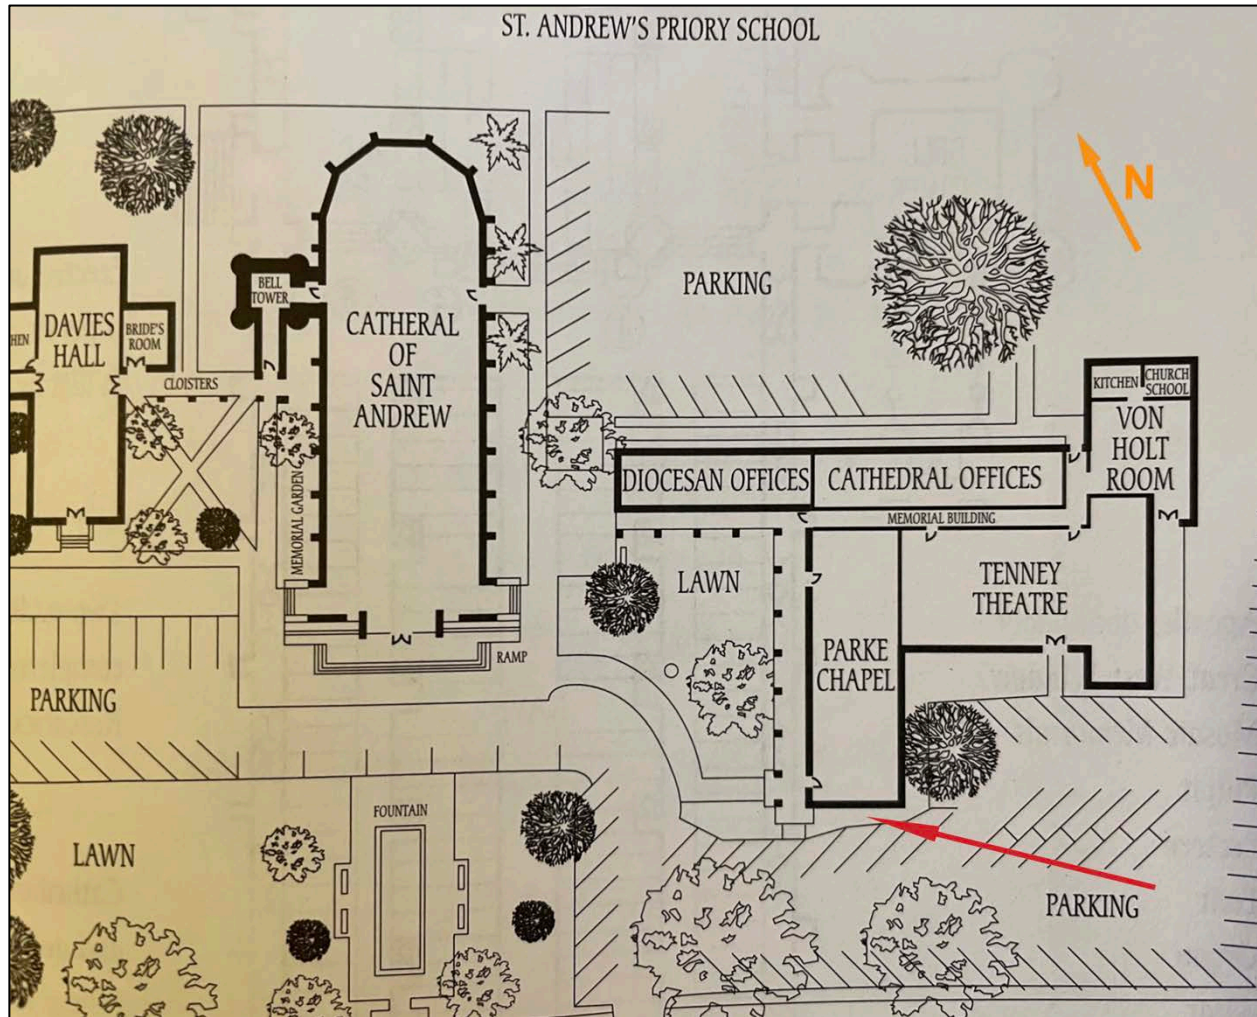 ST. ANDREW'S PRIORY SCHOOL
N
PARKING
BELL
TOWER
DAVIES
HALL
BRIDE'S
ROOM
HEN
CATHERAL
OF
SAINT
ANDREW
CLOISTERS
MEMORIAL GARDEN
KITCHEN
CHURCH
SCHOOL
VON
HOLT
ROOM
DIOCESAN OFFICES
CATHEDRAL OFFICES
MEMORIAL BUILDING
LAWN
TENNEY
THEATRE
PARKE
CHAPEL
RAMP
PARKING
FOUNTAIN
LAWN
PARKING